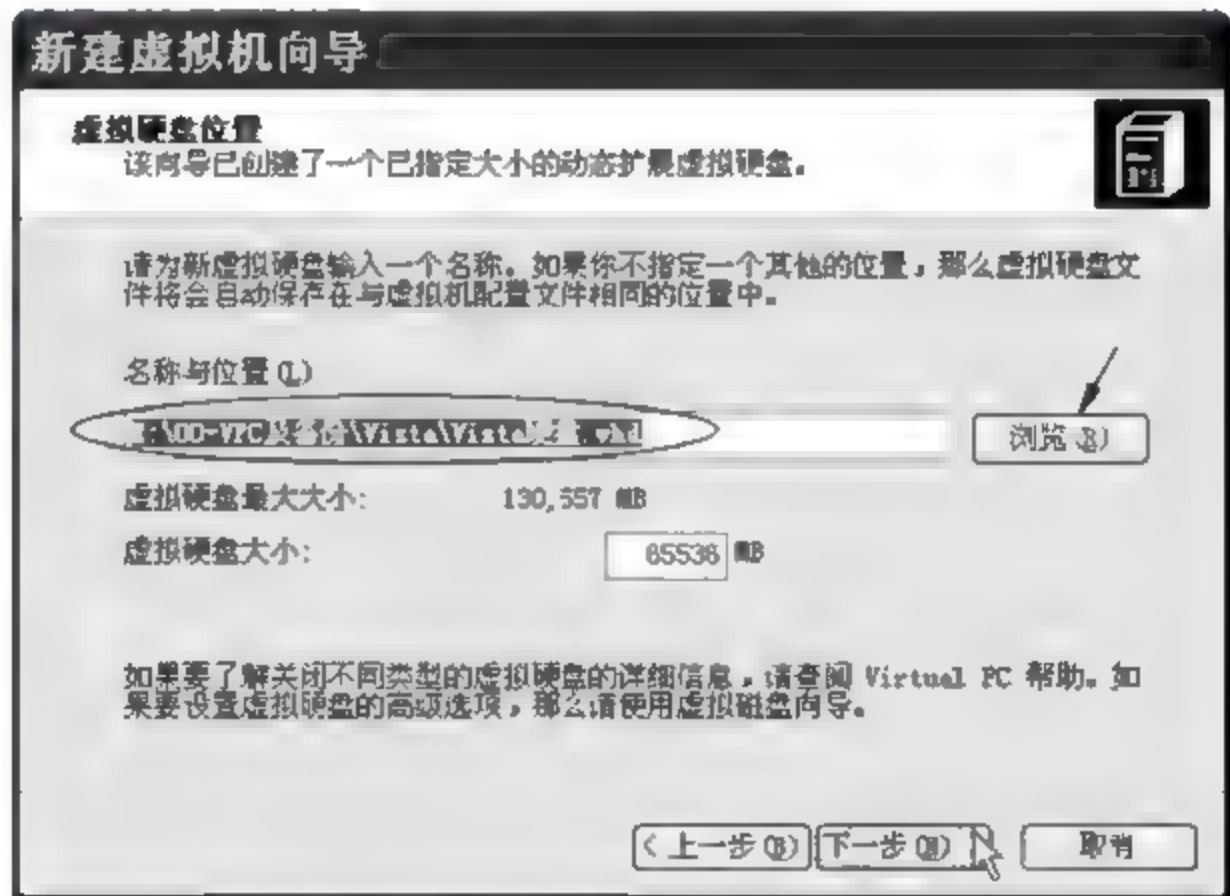 新建虚拟机向导
虚拟硬盘位置
该向导已创建了一个已指定大小的动态扩展虚拟硬盘。
请为新虚拟硬盘输入一个名称。如果你不指定一个其他的位置，那么虚拟硬盘文
件将会自动保存在与虚拟机配置文件相同的位置中。
名称与位置(L)
\Vista\Vista
浏览(B)
虚拟硬盘最大大小: 130,557 MB
虚拟硬盘大小: 65536 MB
如果要了解关闭不同类型的虚拟硬盘的详细信息，请查阅 Virtual PC 帮助。如
果要设置虚拟硬盘的高级选项，那么请使用虚拟磁盘向导。
< 上一步(B) 下一步(N) > 取消